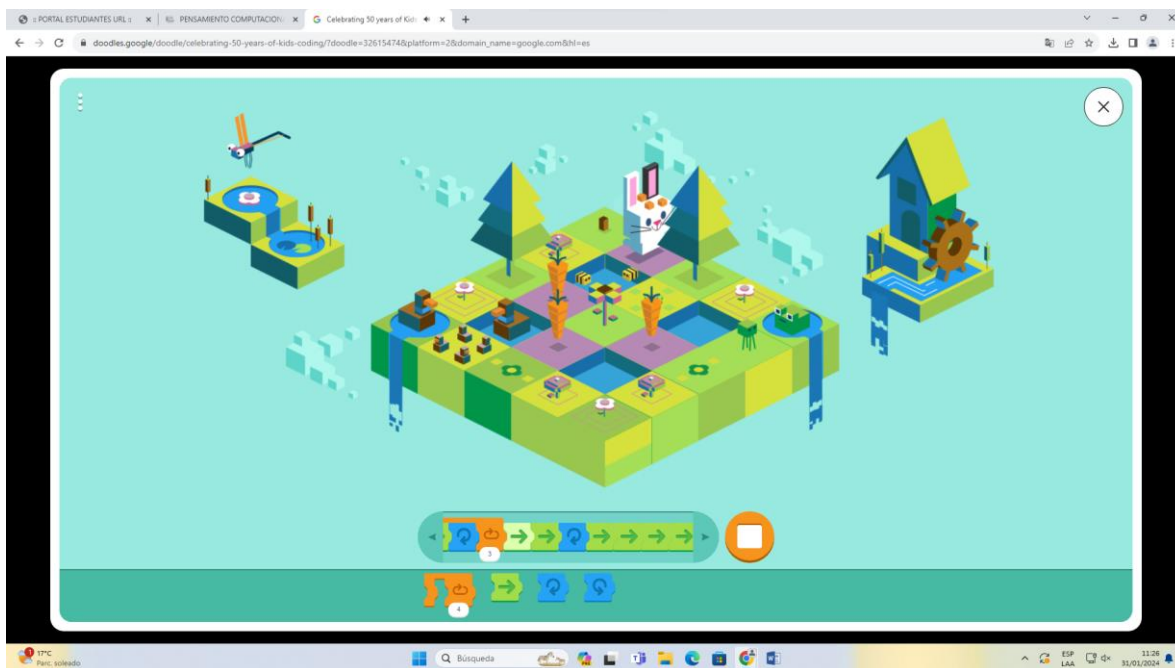 :: PORTAL ESTUDIANTES URL ::
PENSAMIENTO COMPUTACION
Celebrating 50 years of Kids
doodles.google/doodle/celebrating-50-years-of-kids-coding/?doodle=32615474&platform=2&domain_name=google.com&hl=es
3
4
1
17°C
Parc. soleado
Búsqueda
ESP
LAA
11:26
31/01/2024